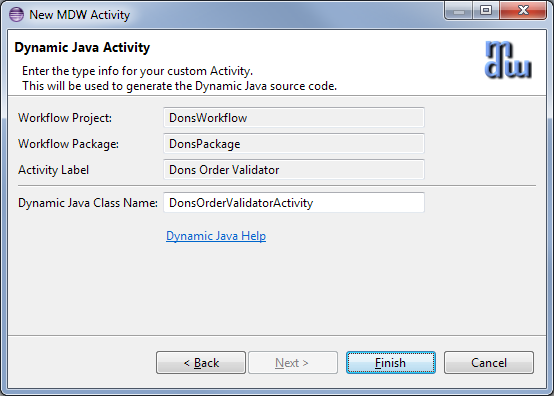 New MDW Activity
Dynamic Java Activity
Enter the type info for your custom Activity.
This will be used to generate the Dynamic Java source code.
mdw
Workflow Project: DonsWorkflow
Workflow Package: DonsPackage
Activity Label Dons Order Validator
Dynamic Java Class Name: DonsOrderValidatorActivity
Dynamic Java Help
< Back Next > Finish Cancel